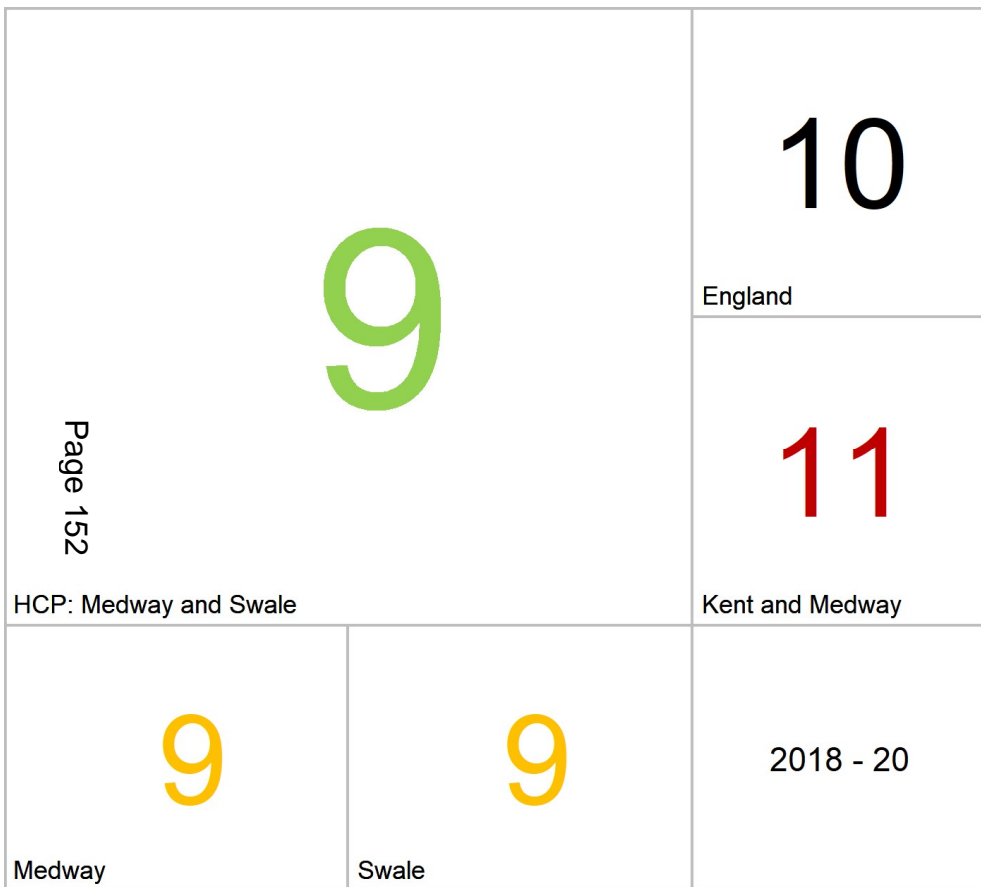 9
Page 152
HCP: Medway and Swale
10
England
11
Kent and Medway
9
Medway
9
Swale
2018 - 20